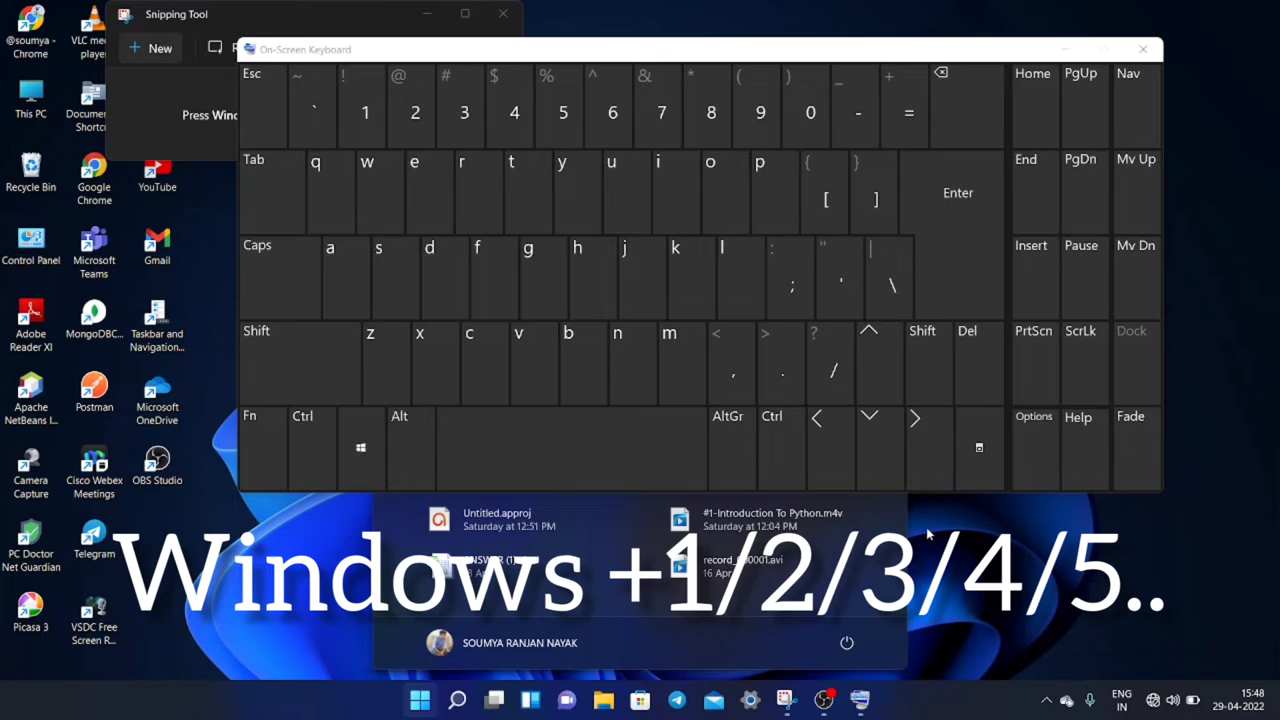 @soumya -
Chrome
VLC media
player
Snipping Tool
New
Press Wind
On-Screen Keyboard
Esc ~ ` ! 1 @ 2 # 3 $ 4 % 5 ^ 6 & 7 * 8 ( 9 ) 0 _ - + = Home PgUp Nav
Tab q w e r t y u i o p { [ } ] Enter End PgDn Mv Up
Caps a s d f g h j k l : ; " ' | \ Insert Pause Mv Dn
Shift z x c v b n m < , > . ? / Shift Del PrtScn ScrLk Dock
Fn Ctrl Alt AltGr Ctrl Options Help Fade
This PC
Docum
Shortc
Recycle Bin
Google
Chrome
YouTube
Control Panel
Microsoft
Teams
Gmail
Adobe
Reader XI
MongoDBC...
Taskbar and
Navigation...
Apache
NetBeans I...
Postman
Microsoft
OneDrive
Camera
Capture
Cisco Webex
Meetings
OBS Studio
PC Doctor
Net Guardian
Telegram
Picasa 3
VSDC Free
Screen R...
Untitled.approj
Saturday at 12:51 PM
#1-Introduction To Python.m4v
Saturday at 12:04 PM
16 Apr
Windows +1/2/3/4/5..
SOUMYA RANJAN NAYAK
ENG
IN
15:48
29-04-2022